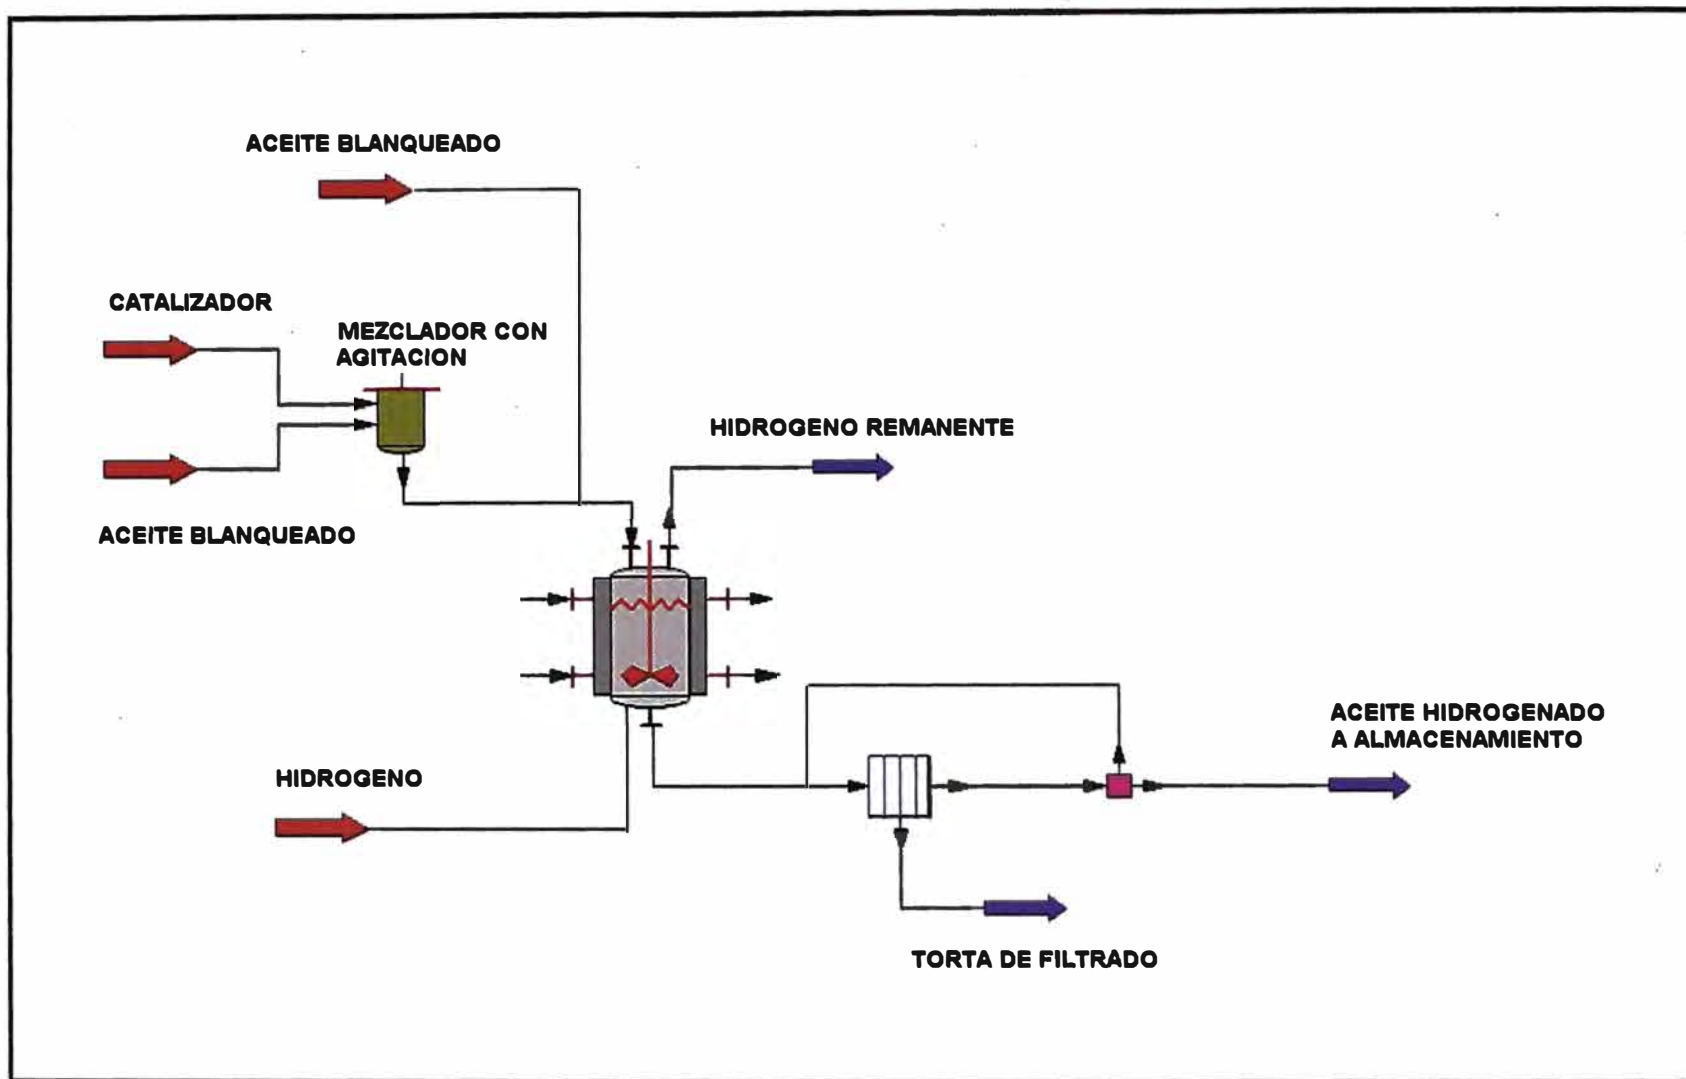 ACEITE BLANQUEADO
CATALIZADOR
MEZCLADOR CON
AGITACION
HIDROGENO REMANENTE
ACEITE BLANQUEADO
ACEITE HIDROGENADO
A ALMACENAMIENTO
HIDROGENO
TORTA DE FILTRADO